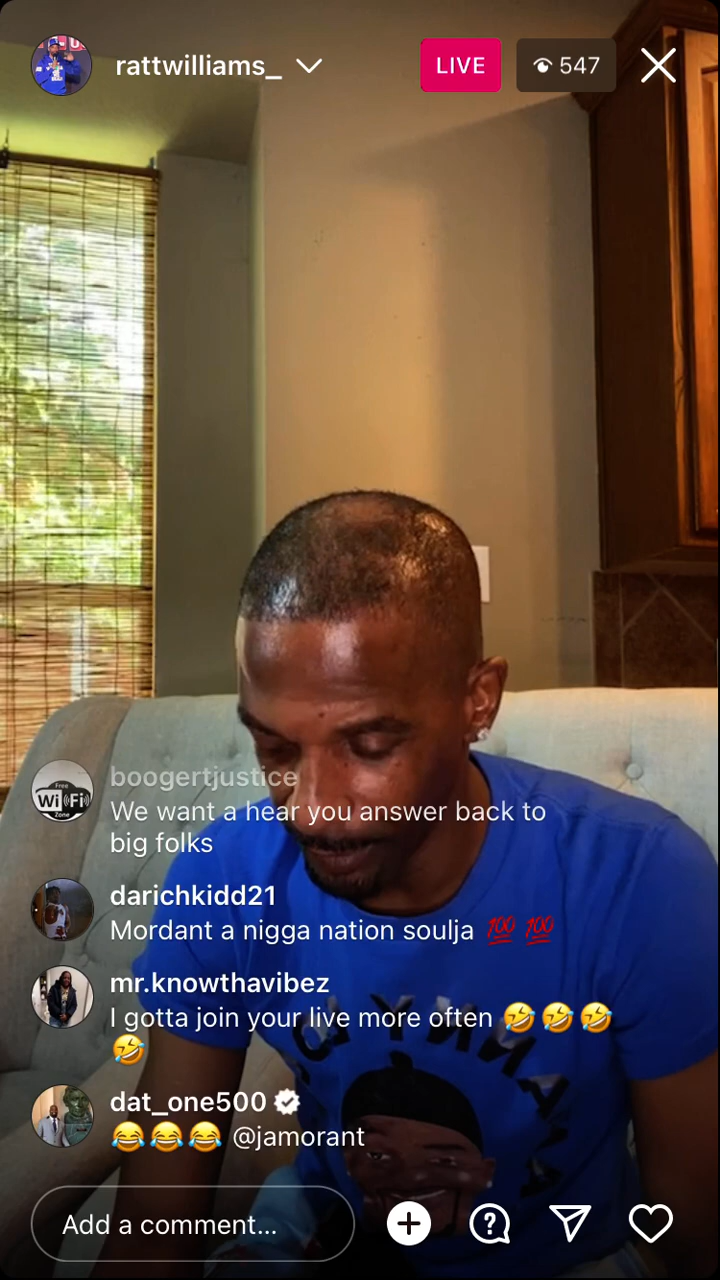 rattwilliams_
LIVE
547
boogertjustice
We want a hear you answer back to
big folks
darichkidd21
Mordant a nigga nation soulja 💯 💯
mr.knowthavibez
I gotta join your live more often 🤣 🤣 🤣
🤣
dat_one500
😂 😂 😂 @jamorant
Add a comment...